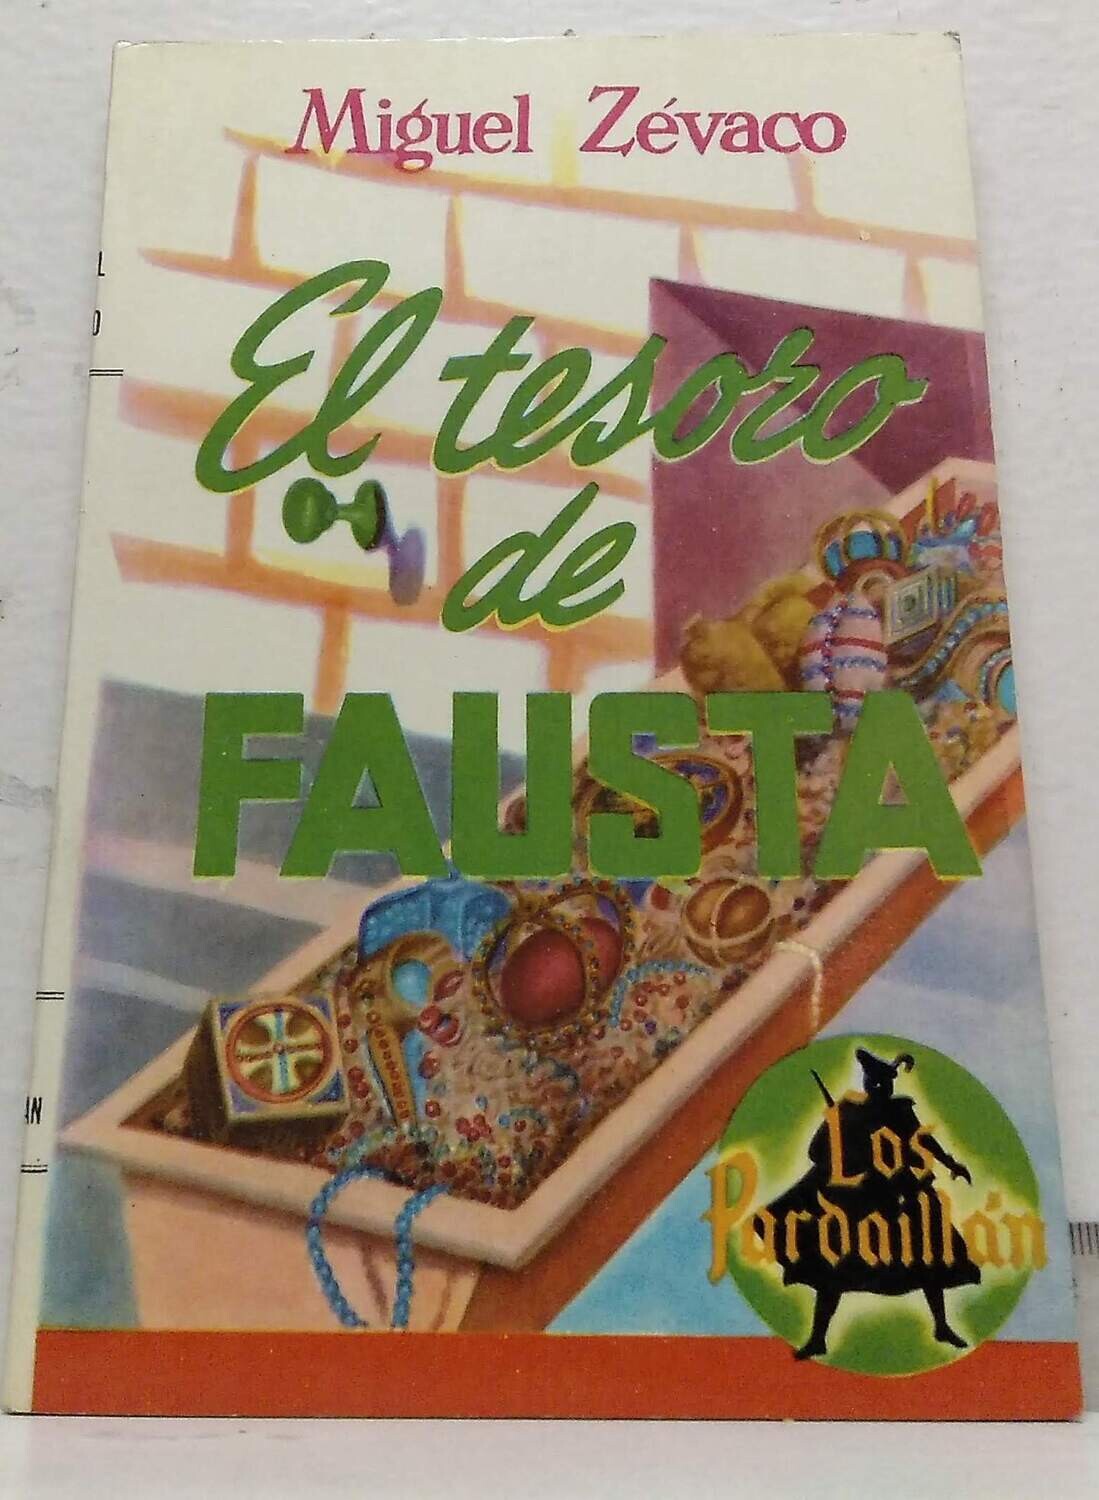 Miguel Zévaco
El tesoro
de
FAUSTA
Los
Pardaillán